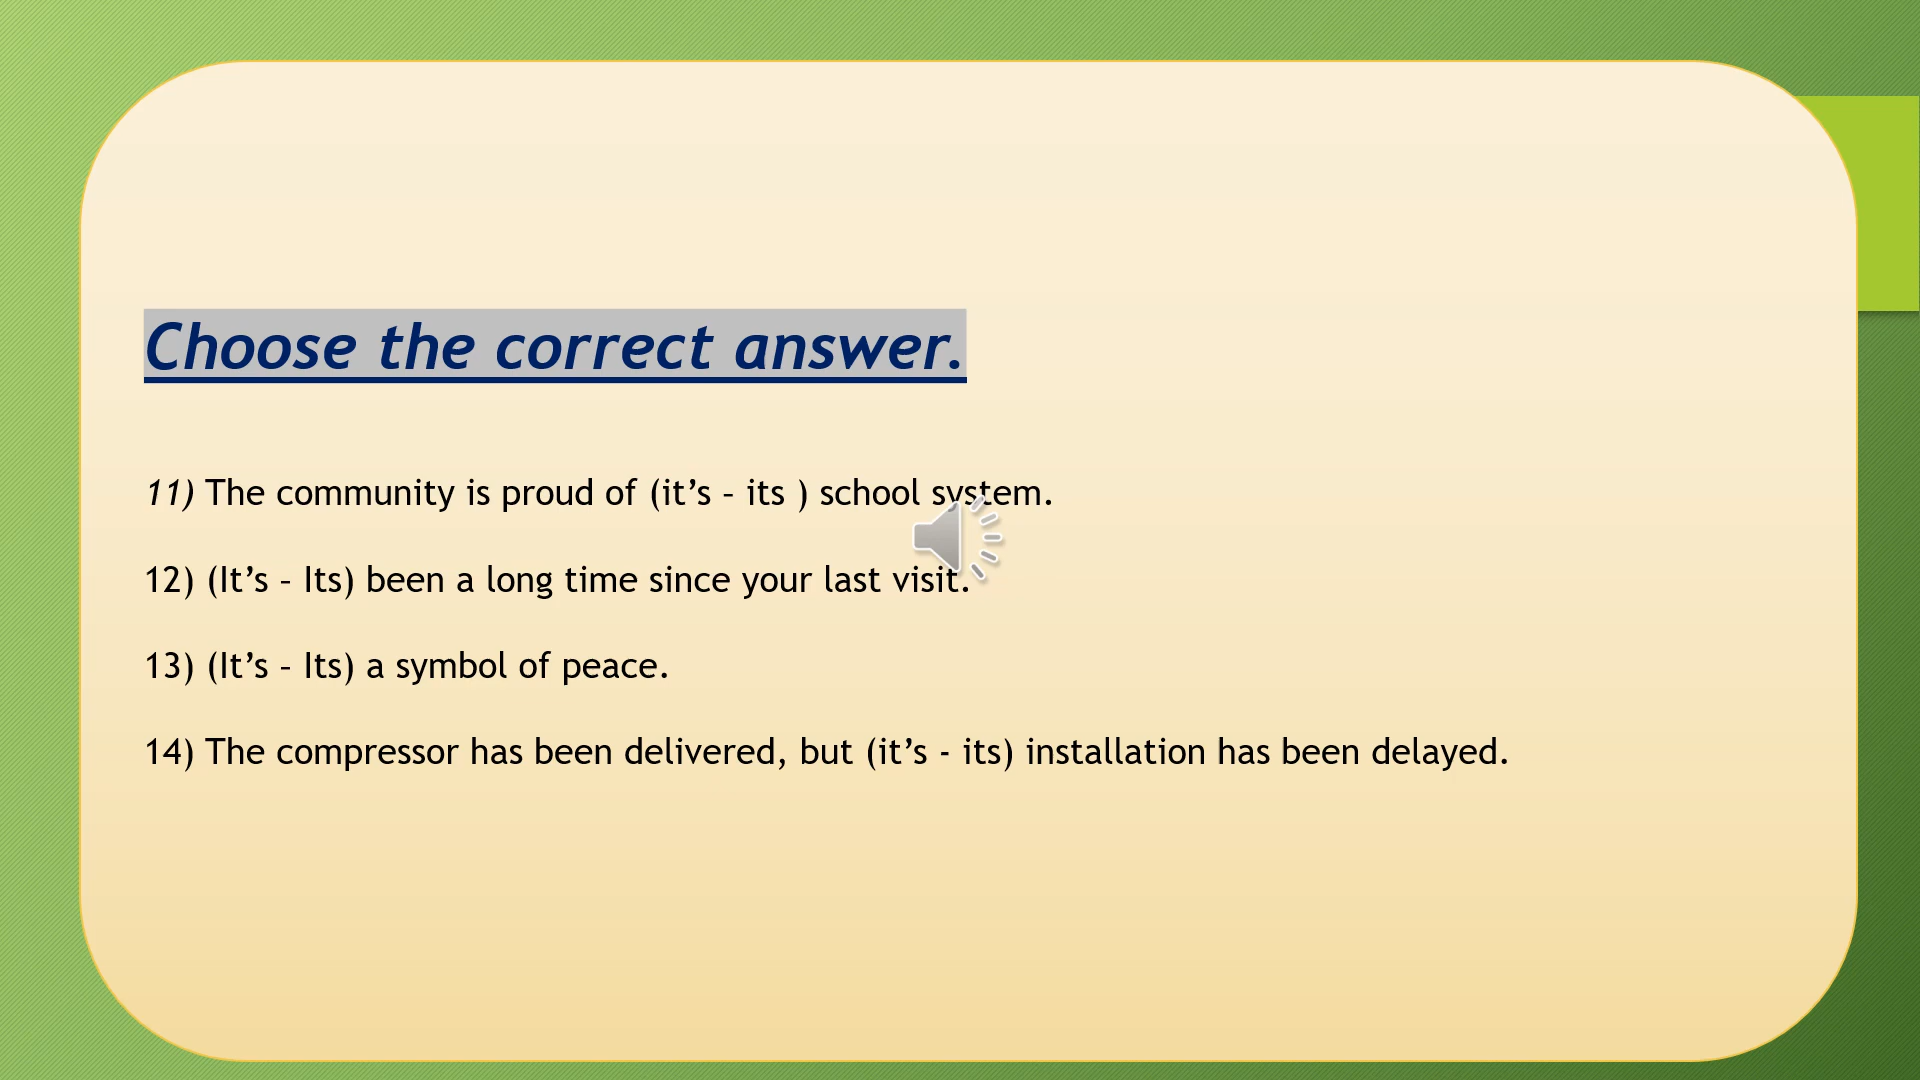 Choose the correct answer.
11) The community is proud of (it’s – its ) school system.
12) (It’s – Its) been a long time since your last visit.
13) (It’s – Its) a symbol of peace.
14) The compressor has been delivered, but (it’s - its) installation has been delayed.